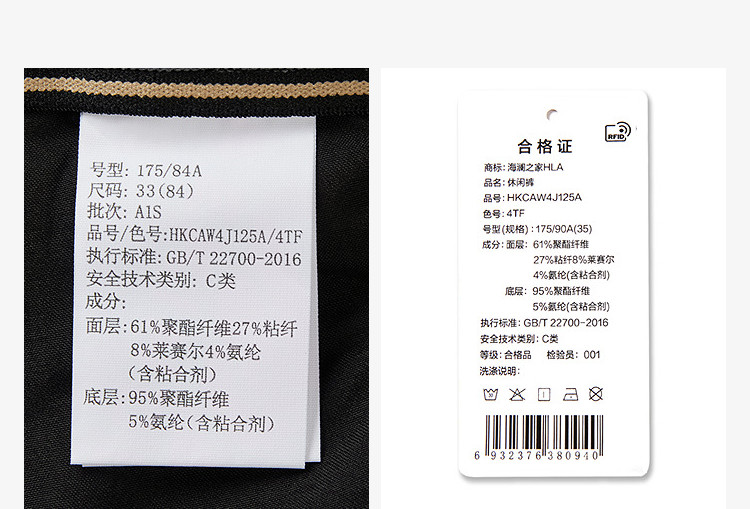 号型: 175/84A
尺码: 33(84)
批次: A1S
品号/色号:HKCAW4J125A/4TF
执行标准: GB/T 22700-2016
安全技术类别: C类
成分:
面层:61%聚酯纤维27%粘纤
8%莱赛尔4%氨纶
(含粘合剂)
底层:95%聚酯纤维
5%氨纶(含粘合剂)
RFID
合格证
商标: 海澜之家HLA
品名: 休闲裤
品号: HKCAW4J125A
色号: 4TF
号型(规格) : 175/90A(35)
成分: 面层: 61%聚酯纤维
27%粘纤8%莱赛尔
4%氨纶(含粘合剂)
底层: 95%聚酯纤维
5%氨纶(含粘合剂)
执行标准: GB/T 22700-2016
安全技术类别: C类
等级: 合格品 检验员: 001
洗涤说明:
6 932376 380940